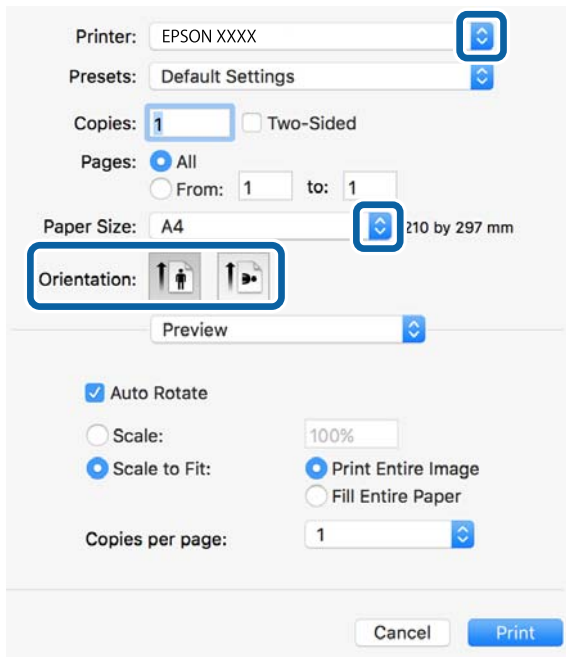 Printer: EPSON XXXX
Presets: Default Settings
Copies: 1 Two-Sided
Pages: All
From: 1 to: 1
Paper Size: A4 210 by 297 mm
Orientation:
Preview
Auto Rotate
Scale: 100%
Scale to Fit: Print Entire Image
Fill Entire Paper
Copies per page: 1
Cancel Print